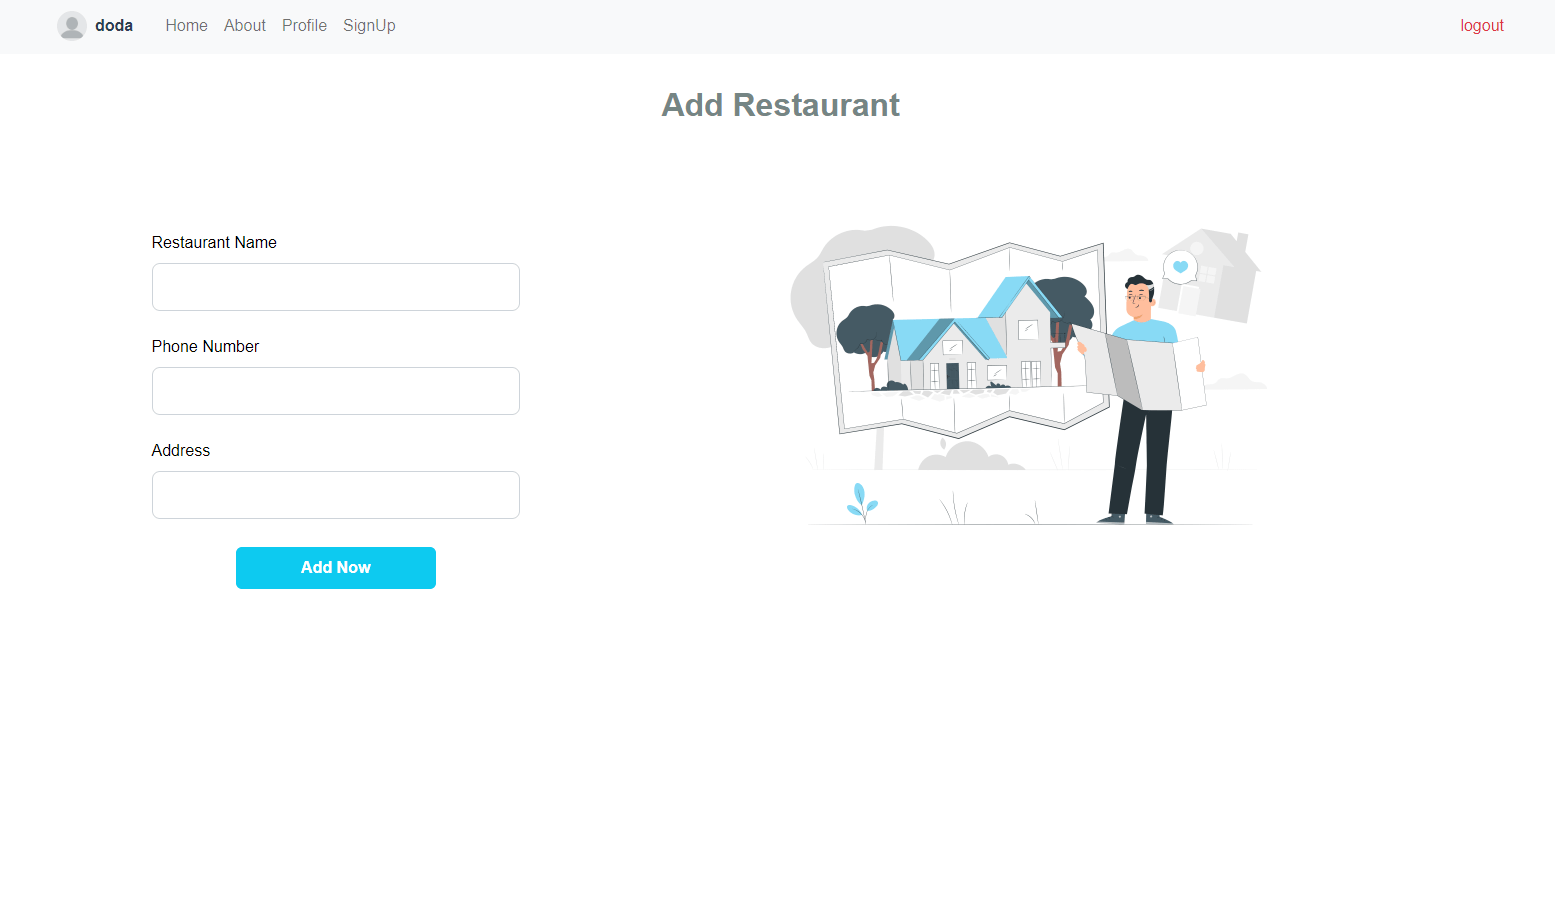 doda Home About Profile SignUp logout
Add Restaurant
Restaurant Name
Phone Number
Address
Add Now